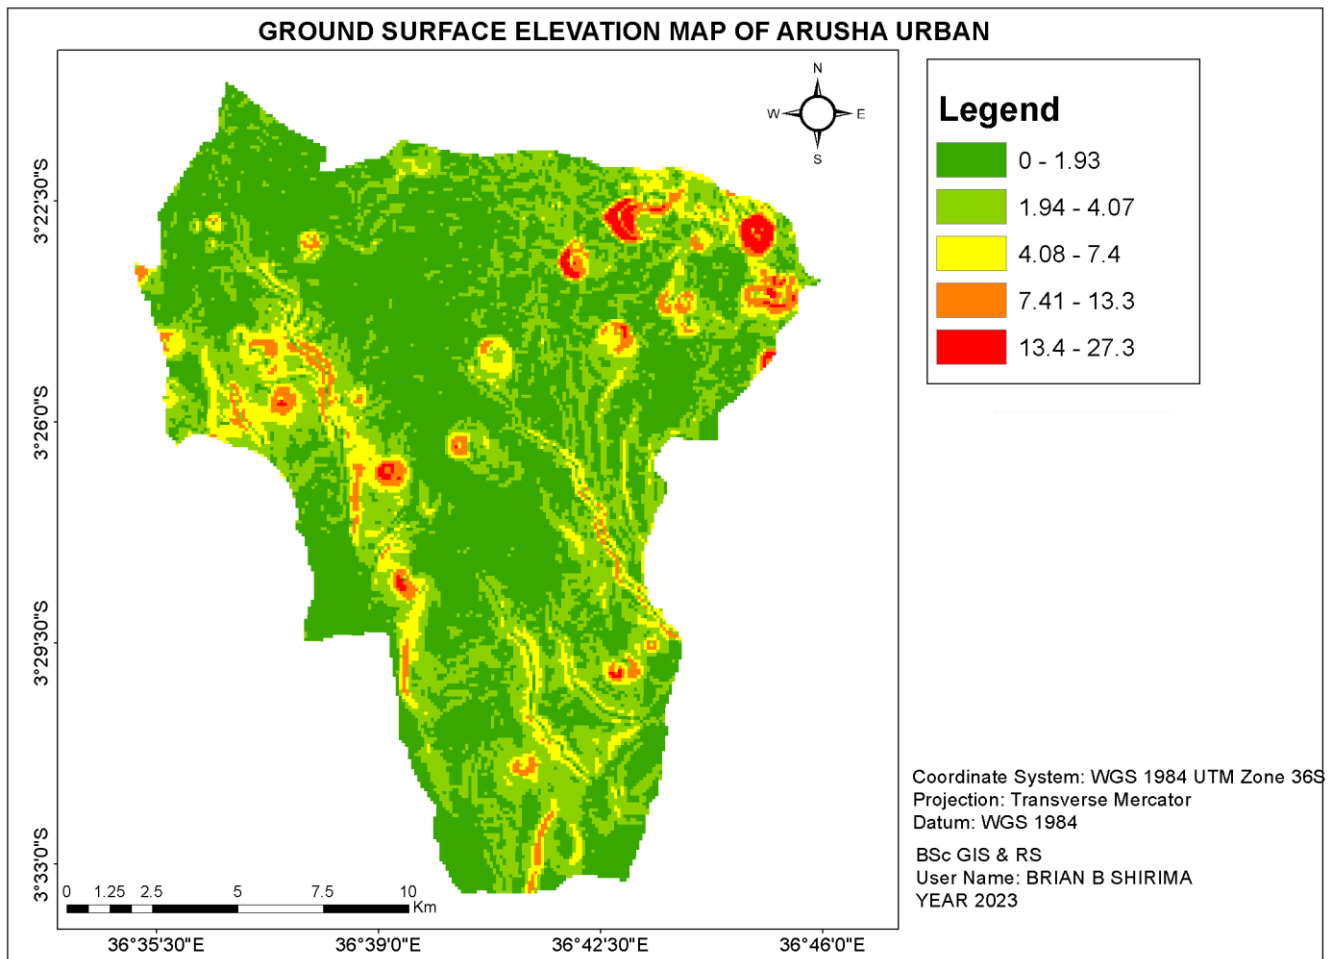 GROUND SURFACE ELEVATION MAP OF ARUSHA URBAN
N
W E
S
Legend
0 - 1.93
1.94 - 4.07
4.08 - 7.4
7.41 - 13.3
13.4 - 27.3
3°22'30"S
3°26'0"S
3°29'30"S
3°33'0"S
Coordinate System: WGS 1984 UTM Zone 36S
Projection: Transverse Mercator
Datum: WGS 1984
BSc GIS & RS
User Name: BRIAN B SHIRIMA
YEAR 2023
0 1.25 2.5 5 7.5 10
Km
36°35'30"E 36°39'0"E 36°42'30"E 36°46'0"E